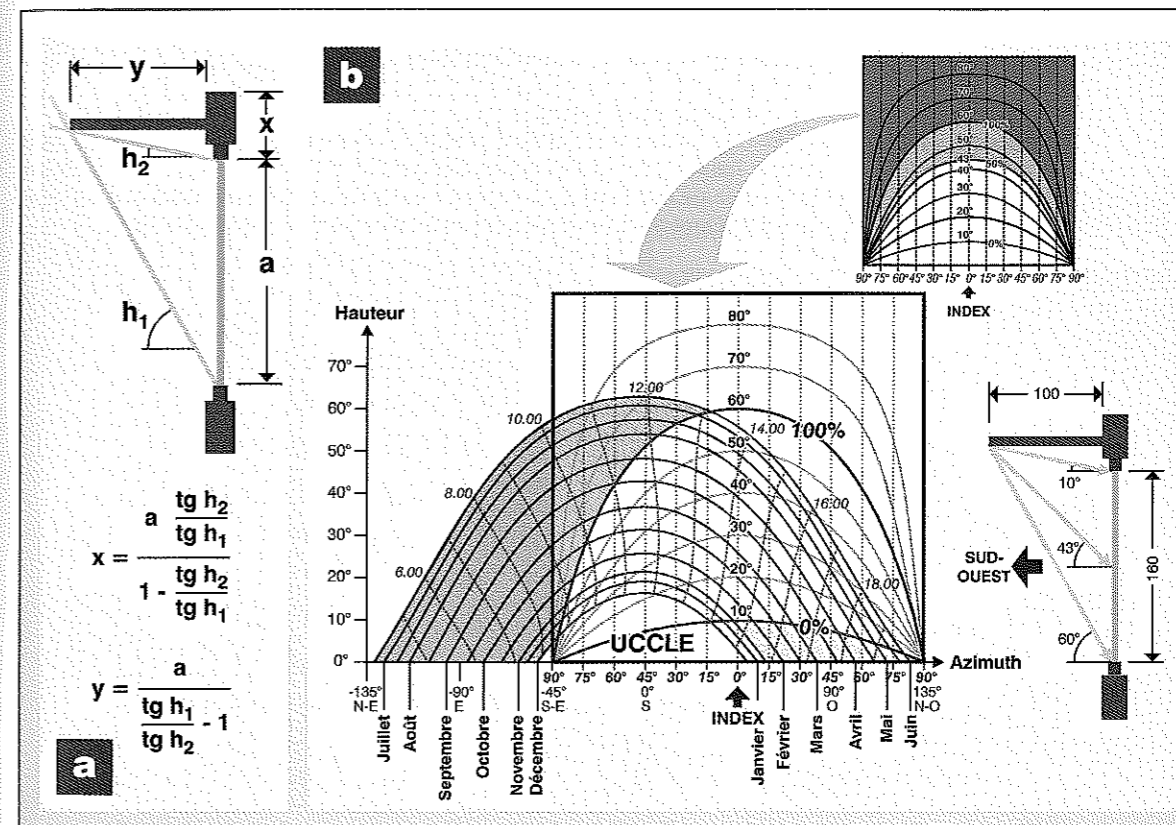 y
x
h2
a
h1
x = a tg h2 / tg h1
1 - tg h2 / tg h1
y = a
tg h1 / tg h2 - 1
a
b
80°
70°
100%
50°
43°
50%
40°
30°
20°
10°
0%
90° 75° 60° 45° 30° 15° 0° 15° 30° 45° 60° 75° 90°
INDEX
Hauteur
70°
60°
50°
40°
30°
20°
10°
0°
80°
70°
60°
50°
40°
30°
20°
10°
6.00
8.00
10.00
12.00
14.00
16.00
18.00
100%
0%
UCCLE
Azimuth
90° 75° 60° 45° 30° 15° 0° 15° 30° 45° 60° 75° 90°
-135° -90° -45° 0° 90° 135°
N-E E S-E S O N-O
INDEX
Juillet
Août
Septembre
Octobre
Novembre
Décembre
Janvier
Février
Mars
Avril
Mai
Juin
100
10°
43°
60°
160
SUD-
OUEST